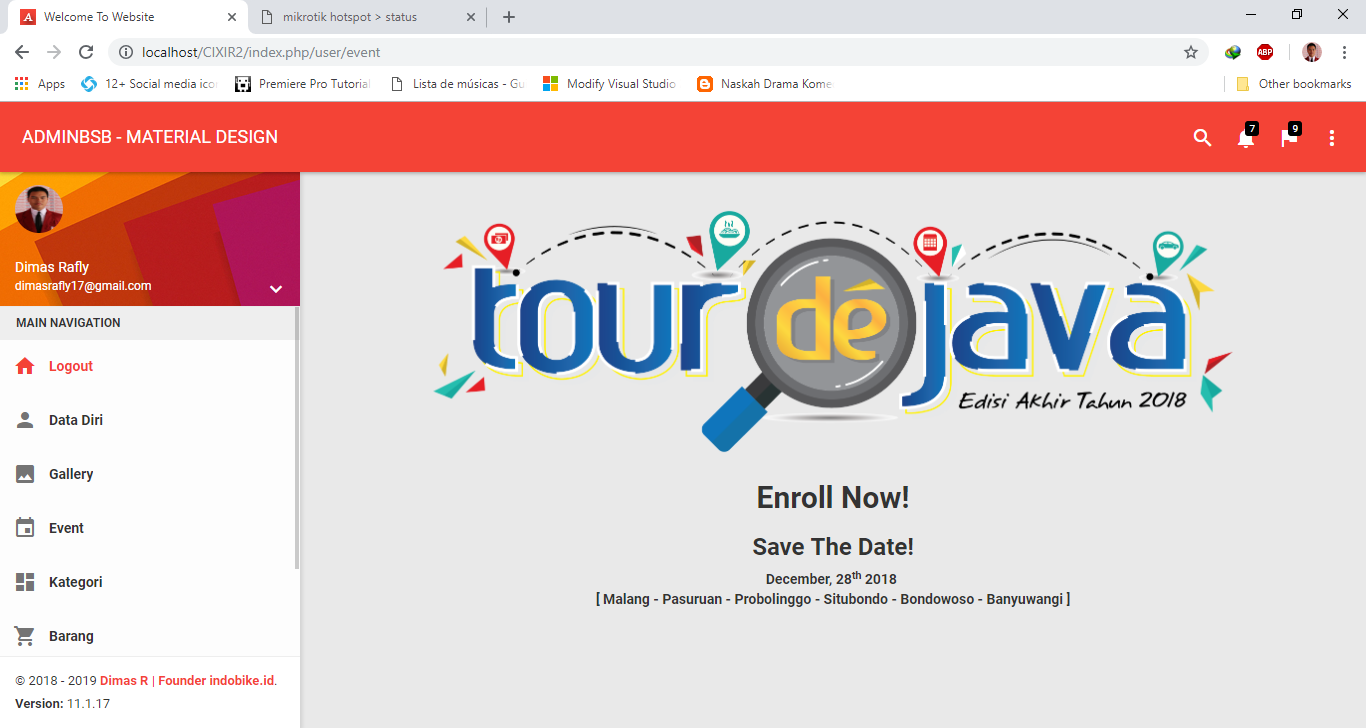 Welcome To Website
mikrotik hotspot > status
localhost/CIXIR2/index.php/user/event
ABP
Apps
12+ Social media icon
Premiere Pro Tutorial
Lista de músicas - Gu
Modify Visual Studio
Naskah Drama Kome
Other bookmarks
ADMINBSB - MATERIAL DESIGN
7
9
Dimas Rafly
dimasrafly17@gmail.com
MAIN NAVIGATION
Logout
Data Diri
Gallery
Event
Kategori
Barang
© 2018 - 2019 Dimas R | Founder indobike.id.
Version: 11.1.17
tour dé java
Edisi Akhir Tahun 2018
Enroll Now!
Save The Date!
December, 28th 2018
[ Malang - Pasuruan - Probolinggo - Situbondo - Bondowoso - Banyuwangi ]